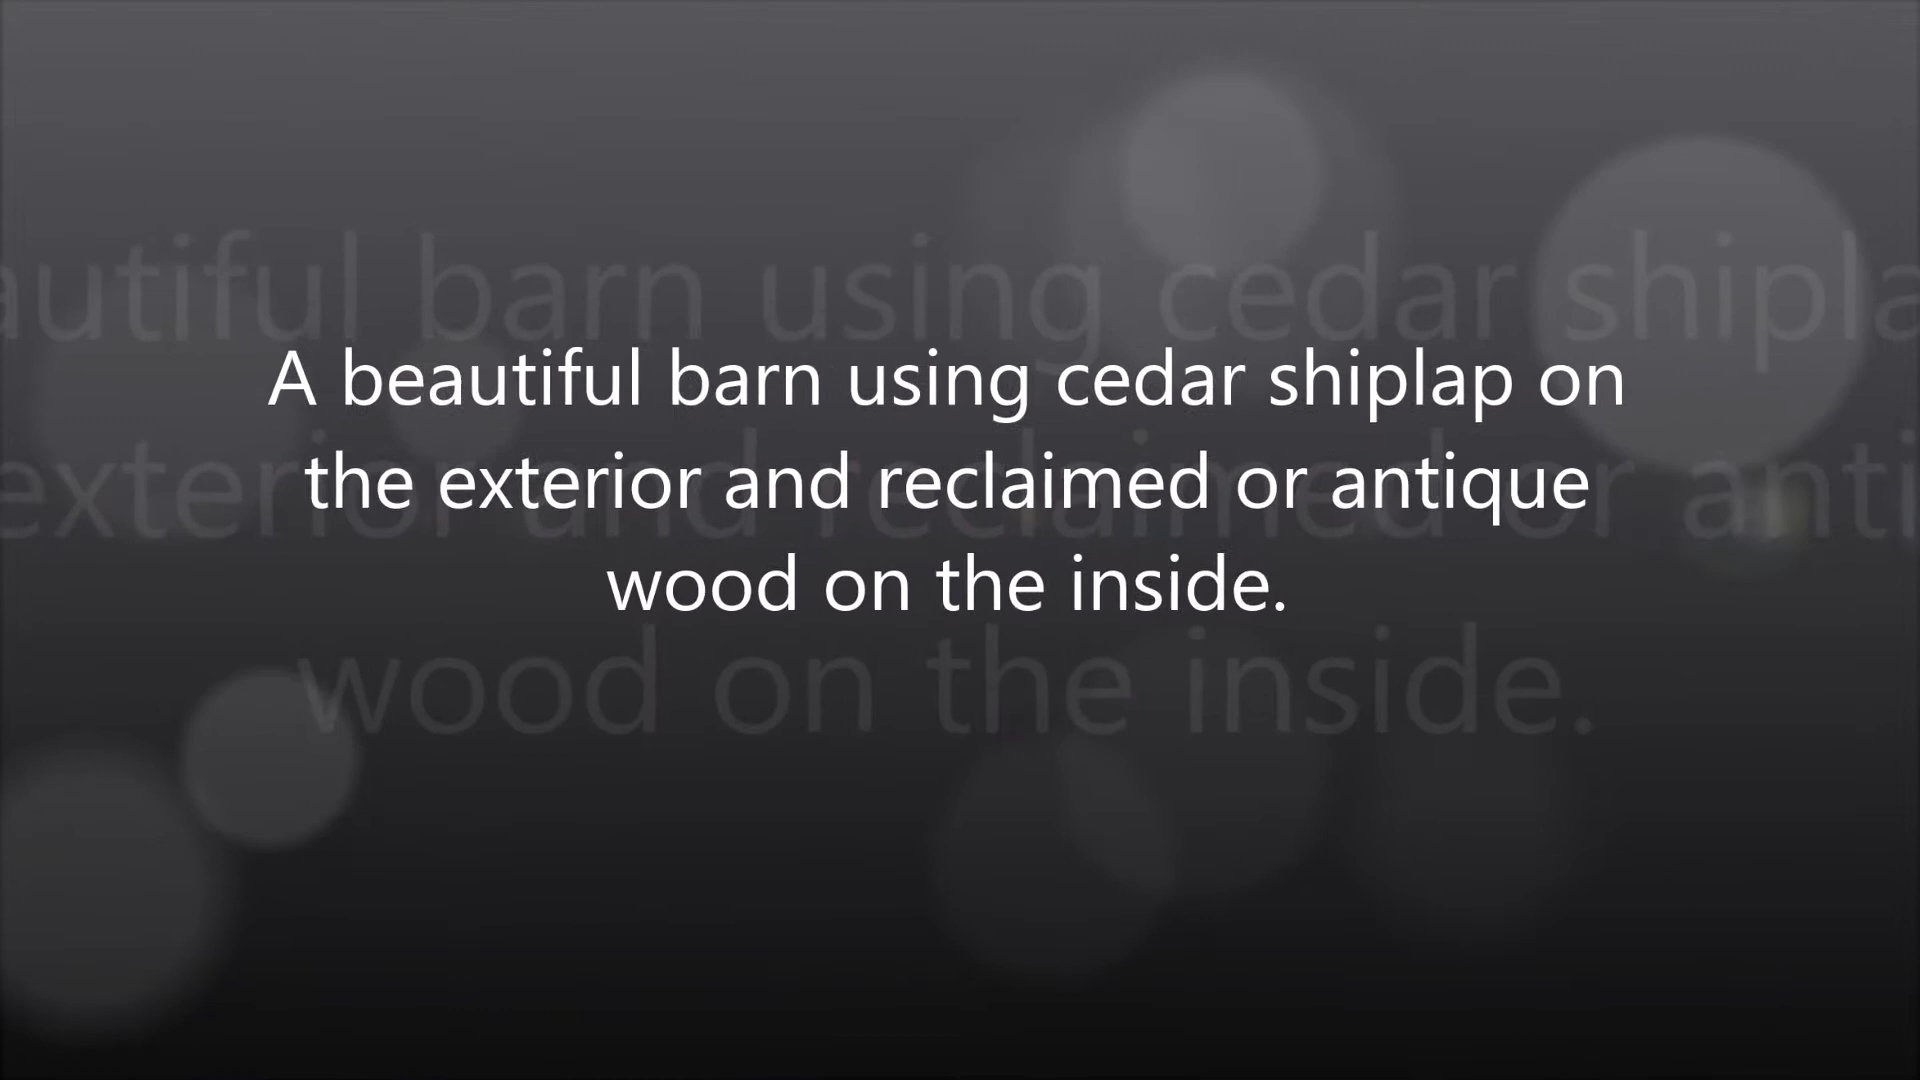 A beautiful barn using cedar shiplap on
the exterior and reclaimed or antique
wood on the inside.